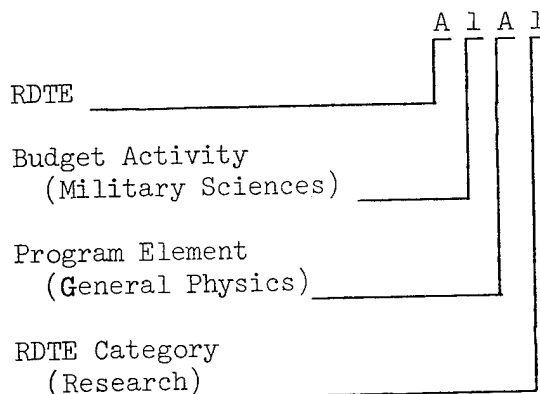 A 1 A 1
RDTE
Budget Activity
(Military Sciences)
Program Element
(General Physics)
RDTE Category
(Research)